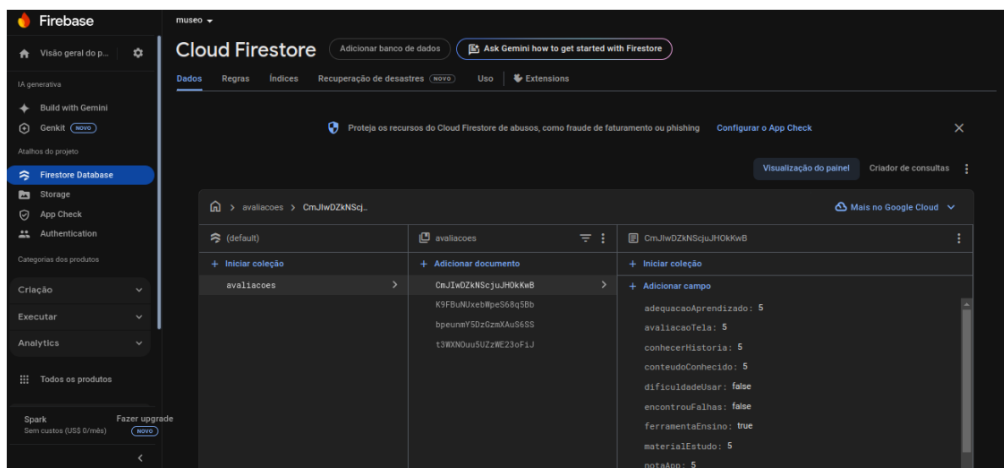 Firebase
Visão geral do p...
IA generativa
Build with Gemini
Genkit NOVO
Atalhos do projeto
Firestore Database
Storage
App Check
Authentication
Categorias dos produtos
Criação
Executar
Analytics
Todos os produtos
Spark
Sem custos (US$ 0/mês)
Fazer upgrade
NOVO
museo
Cloud Firestore
Adicionar banco de dados
Ask Gemini how to get started with Firestore
Dados Regras Índices Recuperação de desastres NOVO Uso Extensions
Proteja os recursos do Cloud Firestore de abusos, como fraude de faturamento ou phishing Configurar o App Check
Visualização do painel Criador de consultas
avaliacoes > CmJIwDZkNScj..
Mais no Google Cloud
(default)
+ Iniciar coleção
avaliacoes
avaliacoes
+ Adicionar documento
CmJIwDZkNScjuJHOkKwB
K9FBuNUxebWpeS68q5Bb
bpeunmY5DzGzmXAuS6SS
t3WXNOuu5UZzWE23oFiJ
CmJIwDZkNScjuJHOkKwB
+ Iniciar coleção
+ Adicionar campo
adequacaoAprendizado: 5
avaliacaoTela: 5
conhecerHistoria: 5
conteudoConhecido: 5
dificuldadeUsar: false
encontrouFalhas: false
ferramentaEnsino: true
materialEstudo: 5
notaApp: 5